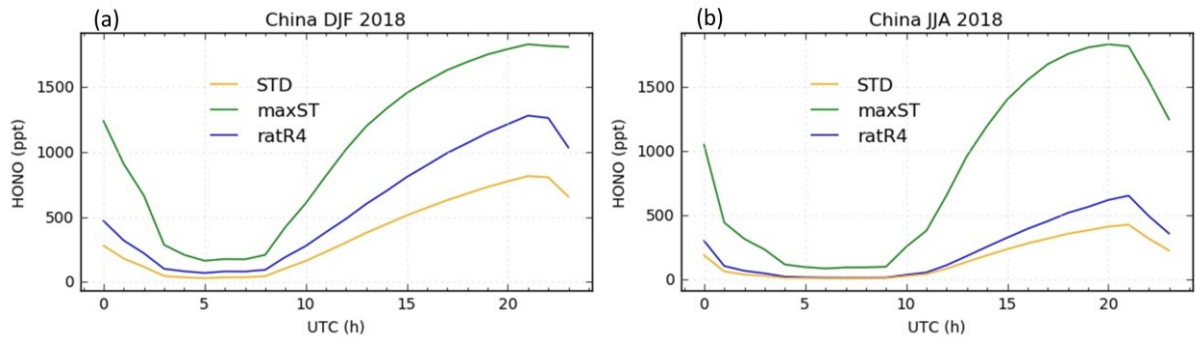 (a) China DJF 2018
HONO (ppt)
1500
1000
500
0
STD
maxST
ratR4
0 5 10 15 20
UTC (h)
(b) China JJA 2018
HONO (ppt)
1500
1000
500
0
STD
maxST
ratR4
0 5 10 15 20
UTC (h)